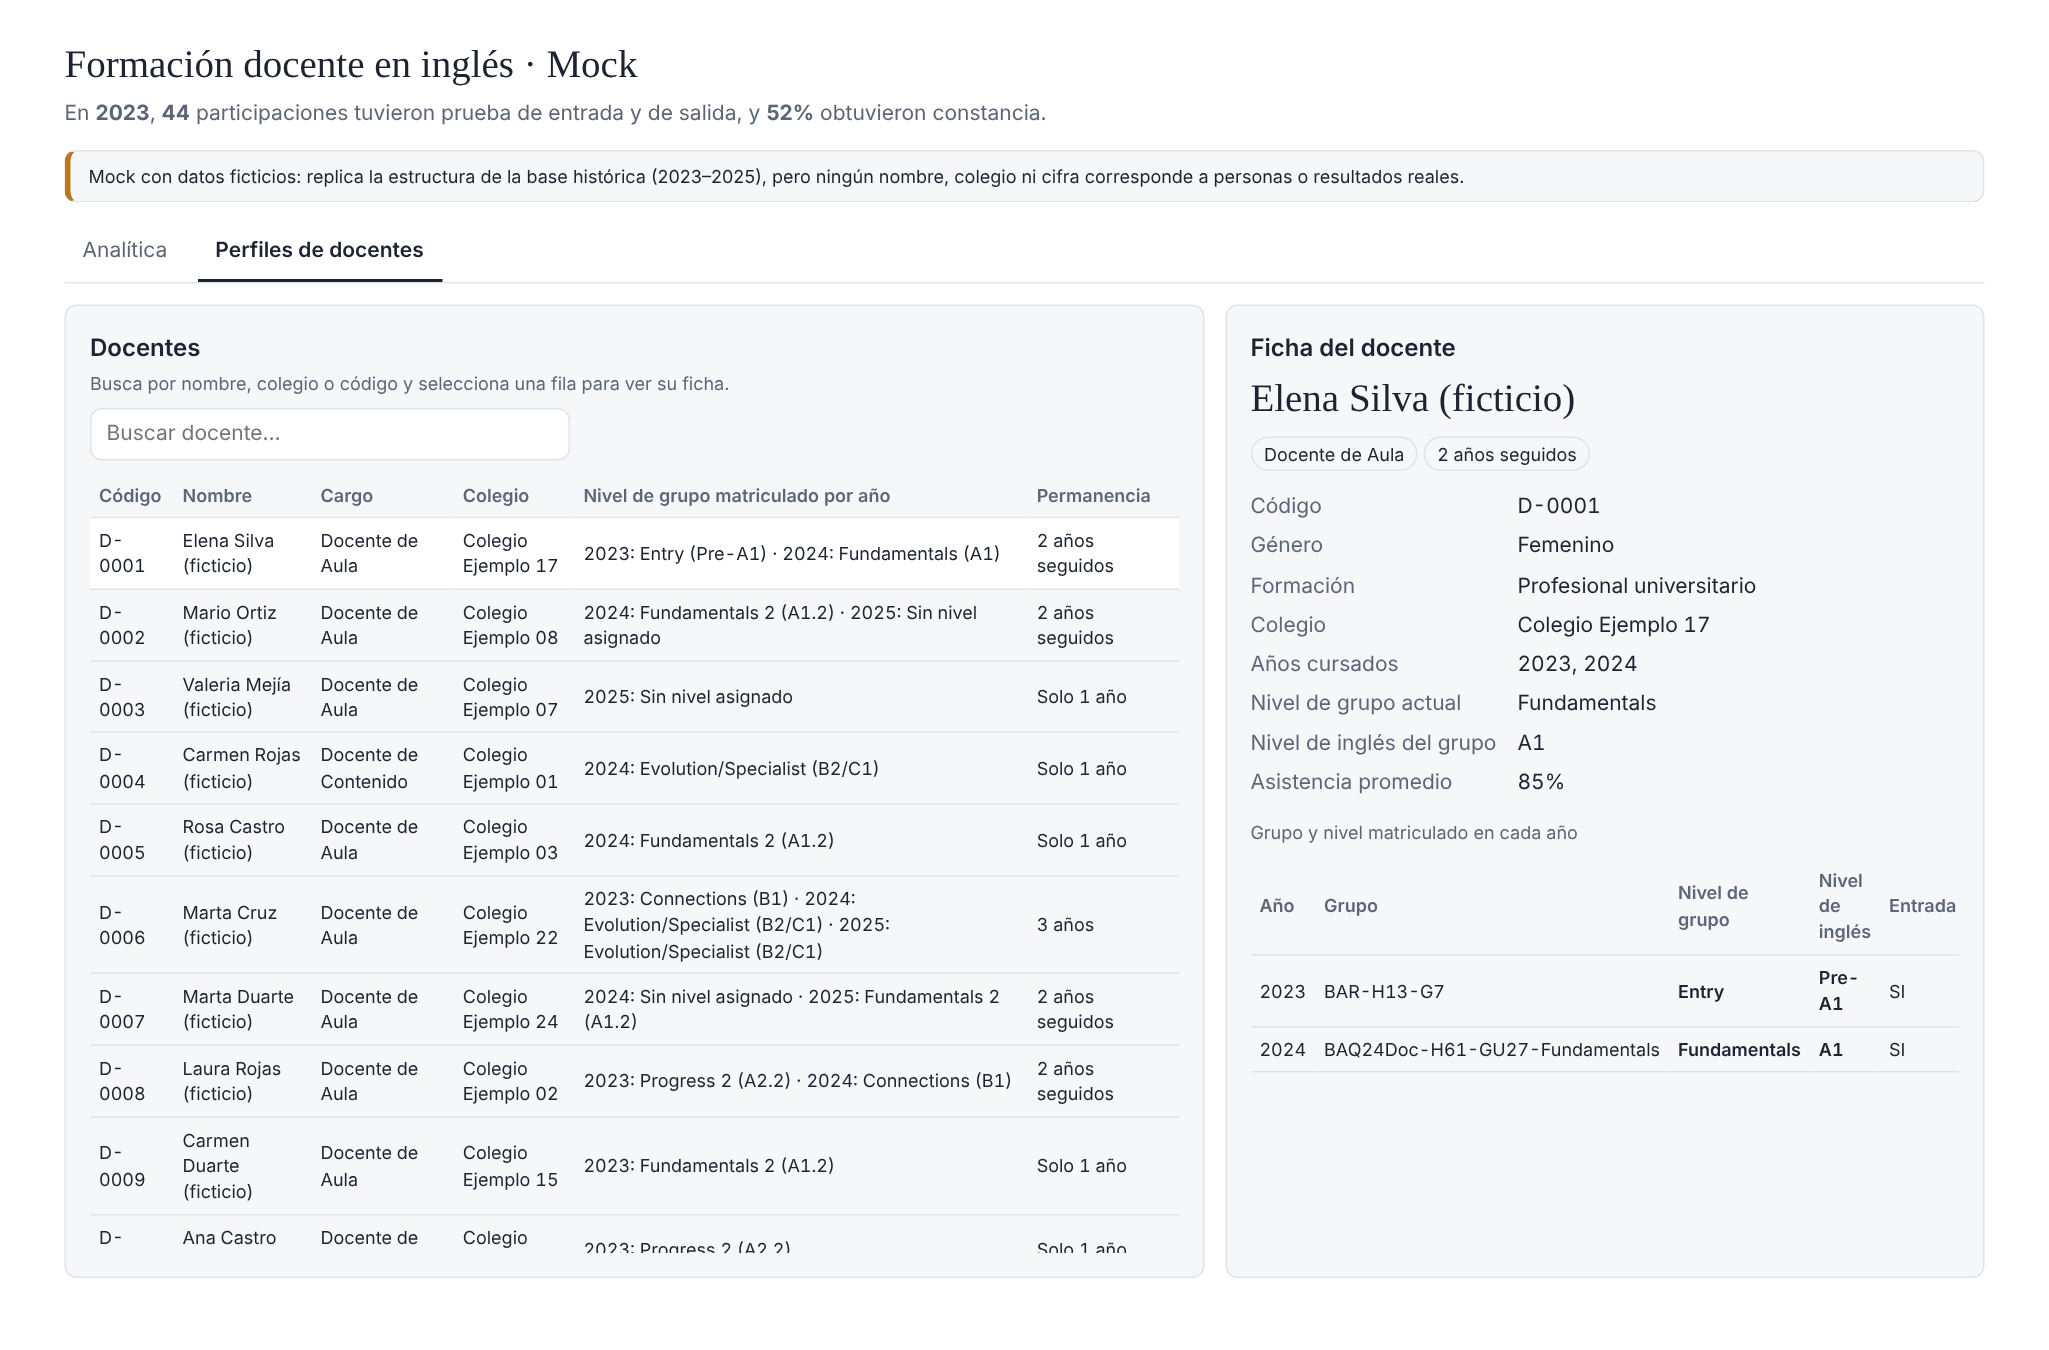 Formación docente en inglés · Mock
En 2023, 44 participaciones tuvieron prueba de entrada y de salida, y 52% obtuvieron constancia.
Mock con datos ficticios: replica la estructura de la base histórica (2023–2025), pero ningún nombre, colegio ni cifra corresponde a personas o resultados reales.
Analítica
Perfiles de docentes
Docentes
Busca por nombre, colegio o código y selecciona una fila para ver su ficha.
Buscar docente...
Código Nombre Cargo Colegio Nivel de grupo matriculado por año Permanencia
D-
0001
Elena Silva
(ficticio)
Docente de
Aula
Colegio
Ejemplo 17
2023: Entry (Pre-A1) · 2024: Fundamentals (A1)
2 años
seguidos
D-
0002
Mario Ortiz
(ficticio)
Docente de
Aula
Colegio
Ejemplo 08
2024: Fundamentals 2 (A1.2) · 2025: Sin nivel
asignado
2 años
seguidos
D-
0003
Valeria Mejía
(ficticio)
Docente de
Aula
Colegio
Ejemplo 07
2025: Sin nivel asignado
Solo 1 año
D-
0004
Carmen Rojas
(ficticio)
Docente de
Contenido
Colegio
Ejemplo 01
2024: Evolution/Specialist (B2/C1)
Solo 1 año
D-
0005
Rosa Castro
(ficticio)
Docente de
Aula
Colegio
Ejemplo 03
2024: Fundamentals 2 (A1.2)
Solo 1 año
D-
0006
Marta Cruz
(ficticio)
Docente de
Aula
Colegio
Ejemplo 22
2023: Connections (B1) · 2024:
Evolution/Specialist (B2/C1) · 2025:
Evolution/Specialist (B2/C1)
3 años
D-
0007
Marta Duarte
(ficticio)
Docente de
Aula
Colegio
Ejemplo 24
2024: Sin nivel asignado · 2025: Fundamentals 2
(A1.2)
2 años
seguidos
D-
0008
Laura Rojas
(ficticio)
Docente de
Aula
Colegio
Ejemplo 02
2023: Progress 2 (A2.2) · 2024: Connections (B1)
2 años
seguidos
D-
0009
Carmen
Duarte
(ficticio)
Docente de
Aula
Colegio
Ejemplo 15
2023: Fundamentals 2 (A1.2)
Solo 1 año
D-
Ana Castro
Docente de
Colegio
2023: Progress 2 (A2.2)
Solo 1 año
Ficha del docente
Elena Silva (ficticio)
Docente de Aula
2 años seguidos
Código D-0001
Género Femenino
Formación Profesional universitario
Colegio Colegio Ejemplo 17
Años cursados 2023, 2024
Nivel de grupo actual Fundamentals
Nivel de inglés del grupo A1
Asistencia promedio 85%
Grupo y nivel matriculado en cada año
Año
Grupo
Nivel de
grupo
Nivel
de
inglés
Entrada
2023
BAR-H13-G7
Entry
Pre-
A1
SI
2024 BAQ24Doc-H61-GU27-Fundamentals Fundamentals A1 SI